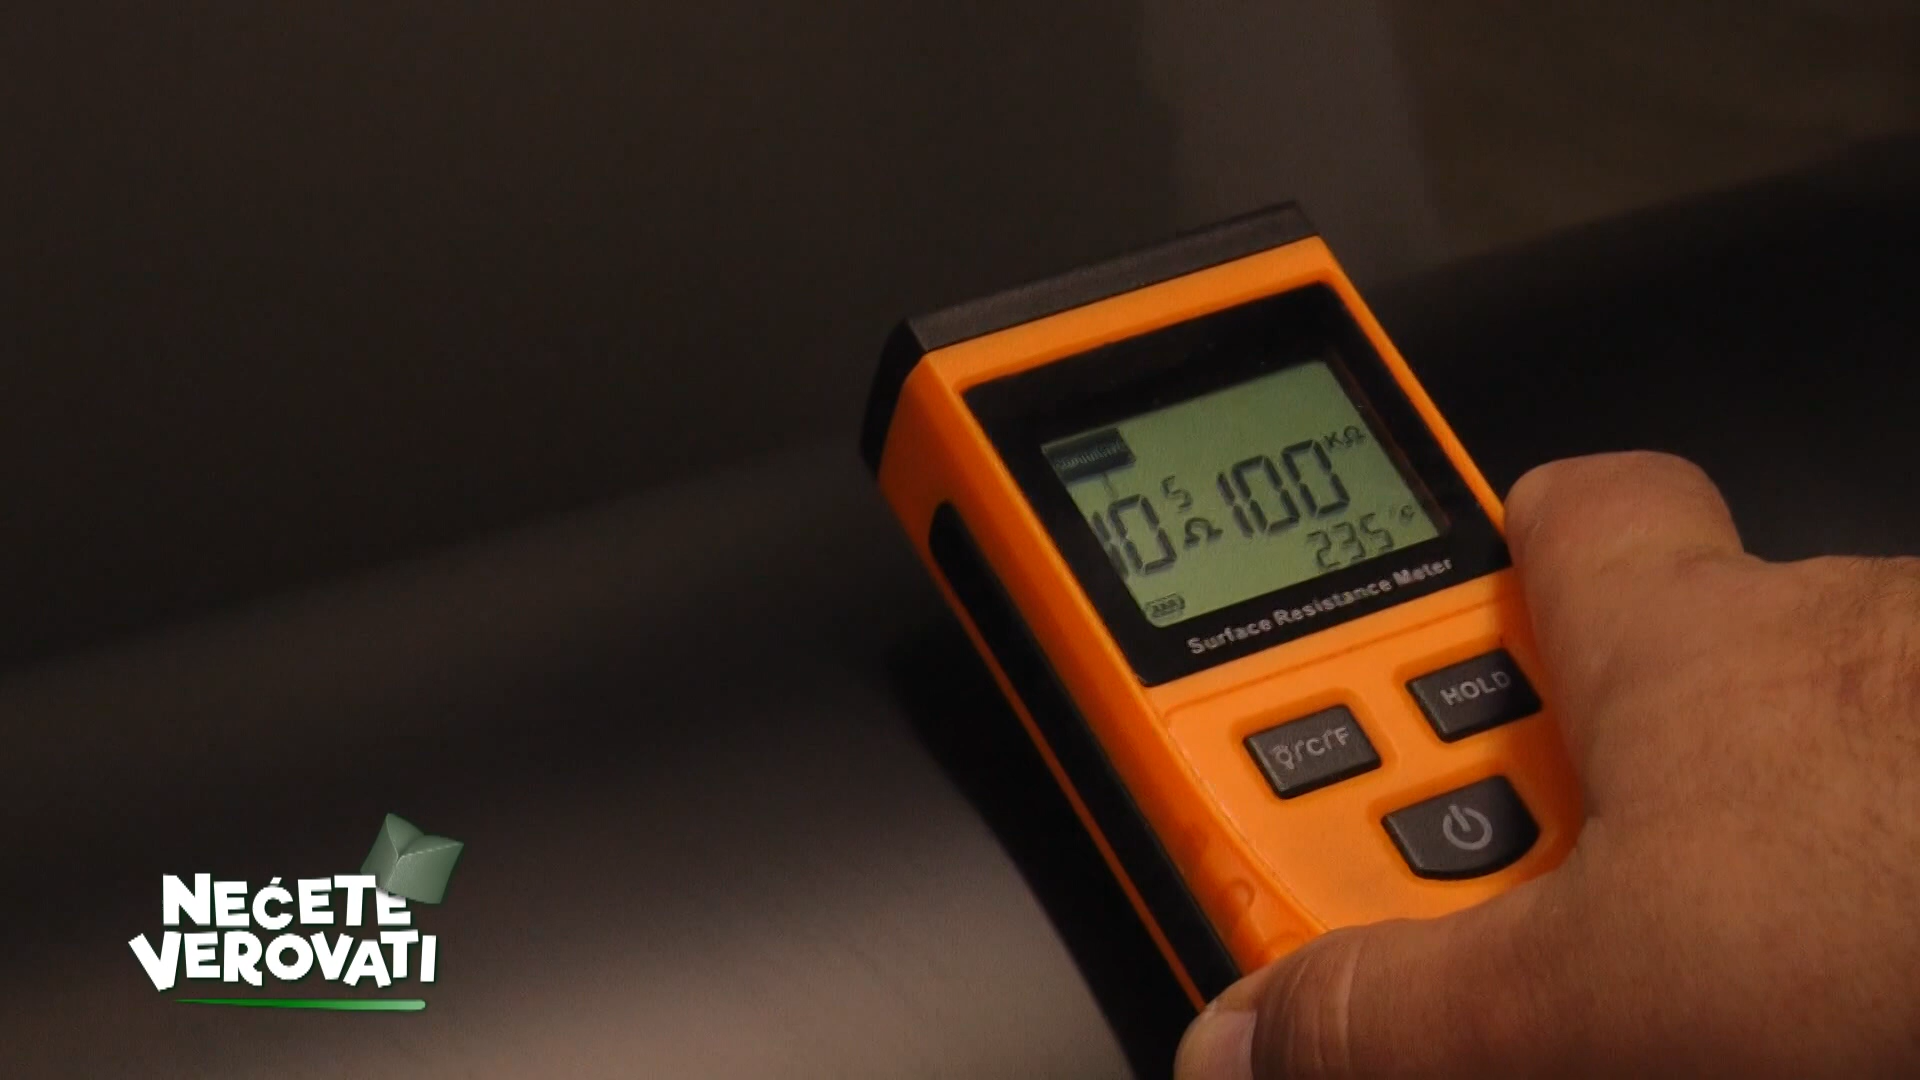 10⁵Ω 100 KΩ
23.5 °C
Surface Resistance Meter
HOLD
/C/F
NEĆETE
VEROVATI